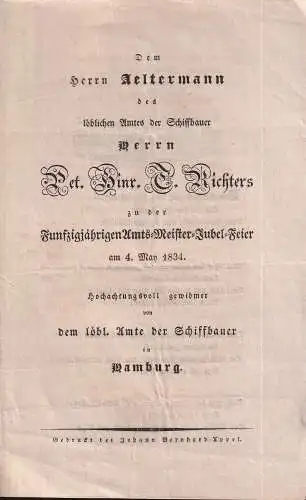 Dem
Herrn Aeltermann
des
löblichen Amtes der Schiffbauer
Herrn
Pet. Hinr. T. Richters
zu der
Funfzigjährigen Amts-Meister-Jubel-Feier
am 4. May 1834.
Hochachtungsvoll gewidmet
von
dem löbl. Amte der Schiffbauer
in
Hamburg.
Gedruckt bei Johann Bernhard Appel.